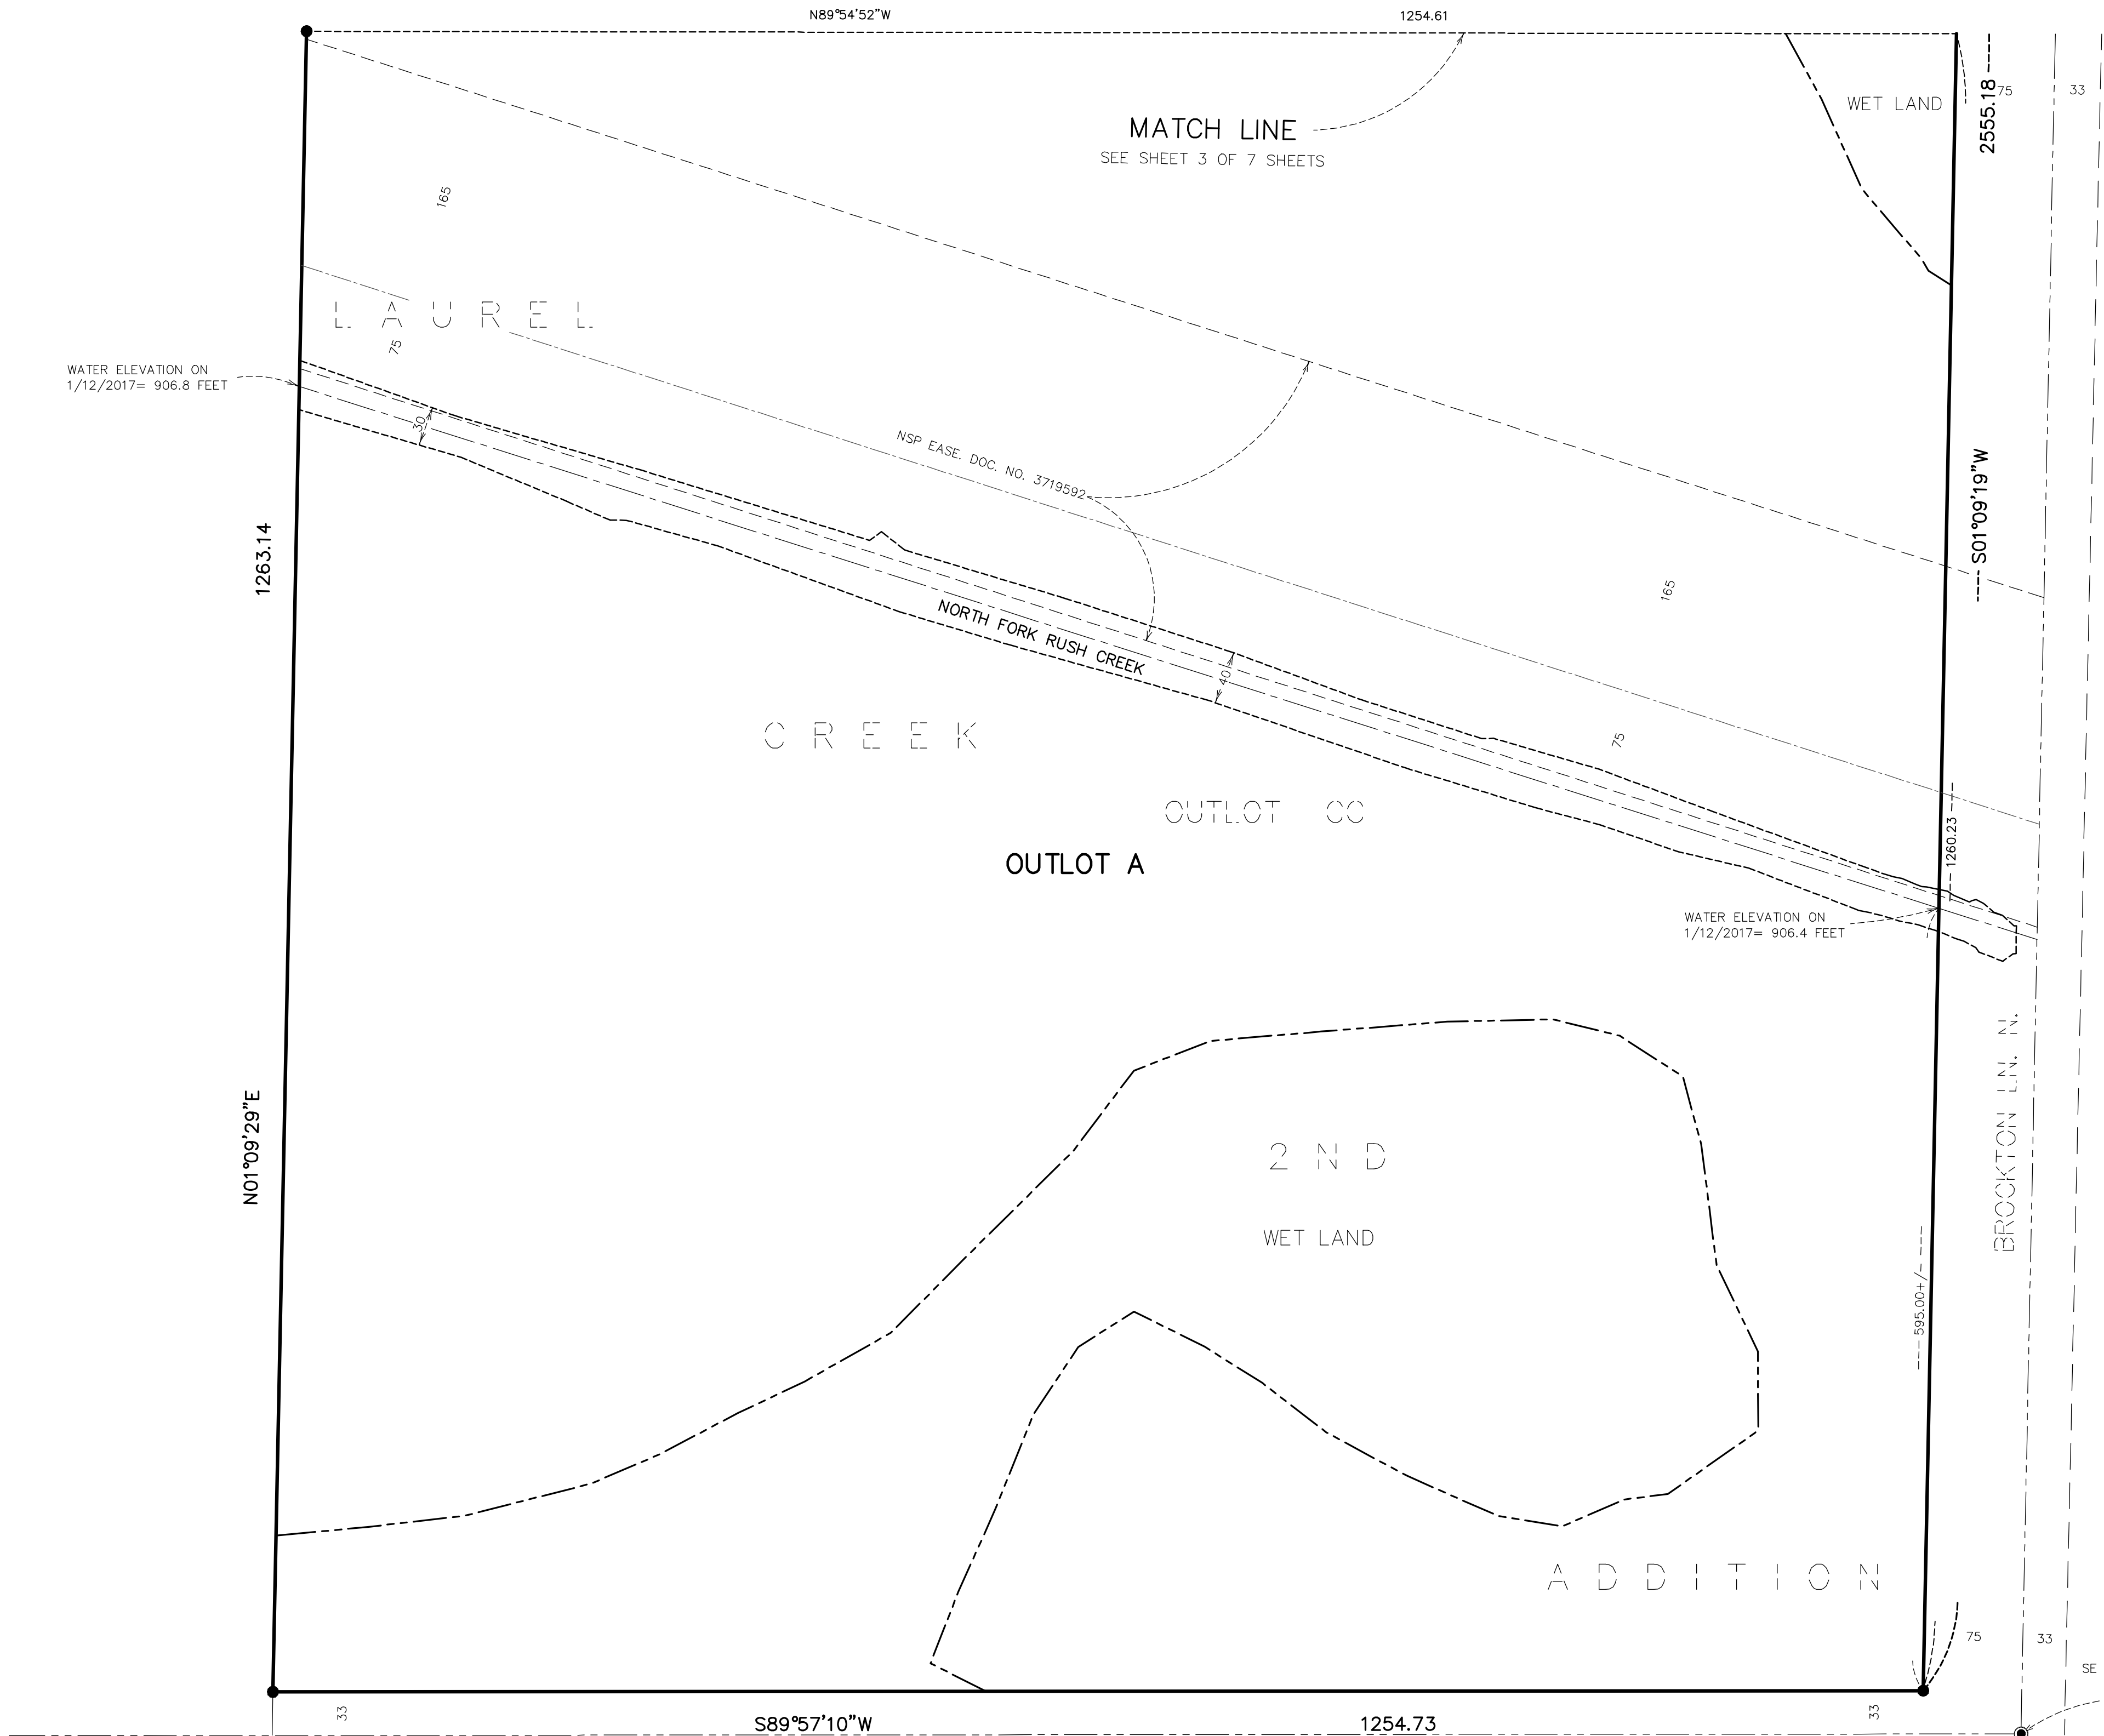 N89°54'52"W
1254.61
2555.18
75
33
WET LAND
MATCH LINE
SEE SHEET 3 OF 7 SHEETS
165
LAUREL
75
WATER ELEVATION ON
1/12/2017= 906.8 FEET
30
NSP EASE. DOC. NO. 3719592
S01°09'19"W
1263.14
165
NORTH FORK RUSH CREEK
40
CREEK
75
OUTLOT CC
1260.23
OUTLOT A
WATER ELEVATION ON
1/12/2017= 906.4 FEET
BROCKTON LN. N.
N01°09'29"E
2ND
WET LAND
595.00+/-
ADDITION
75
33
SE
33
33
S89°57'10"W
1254.73